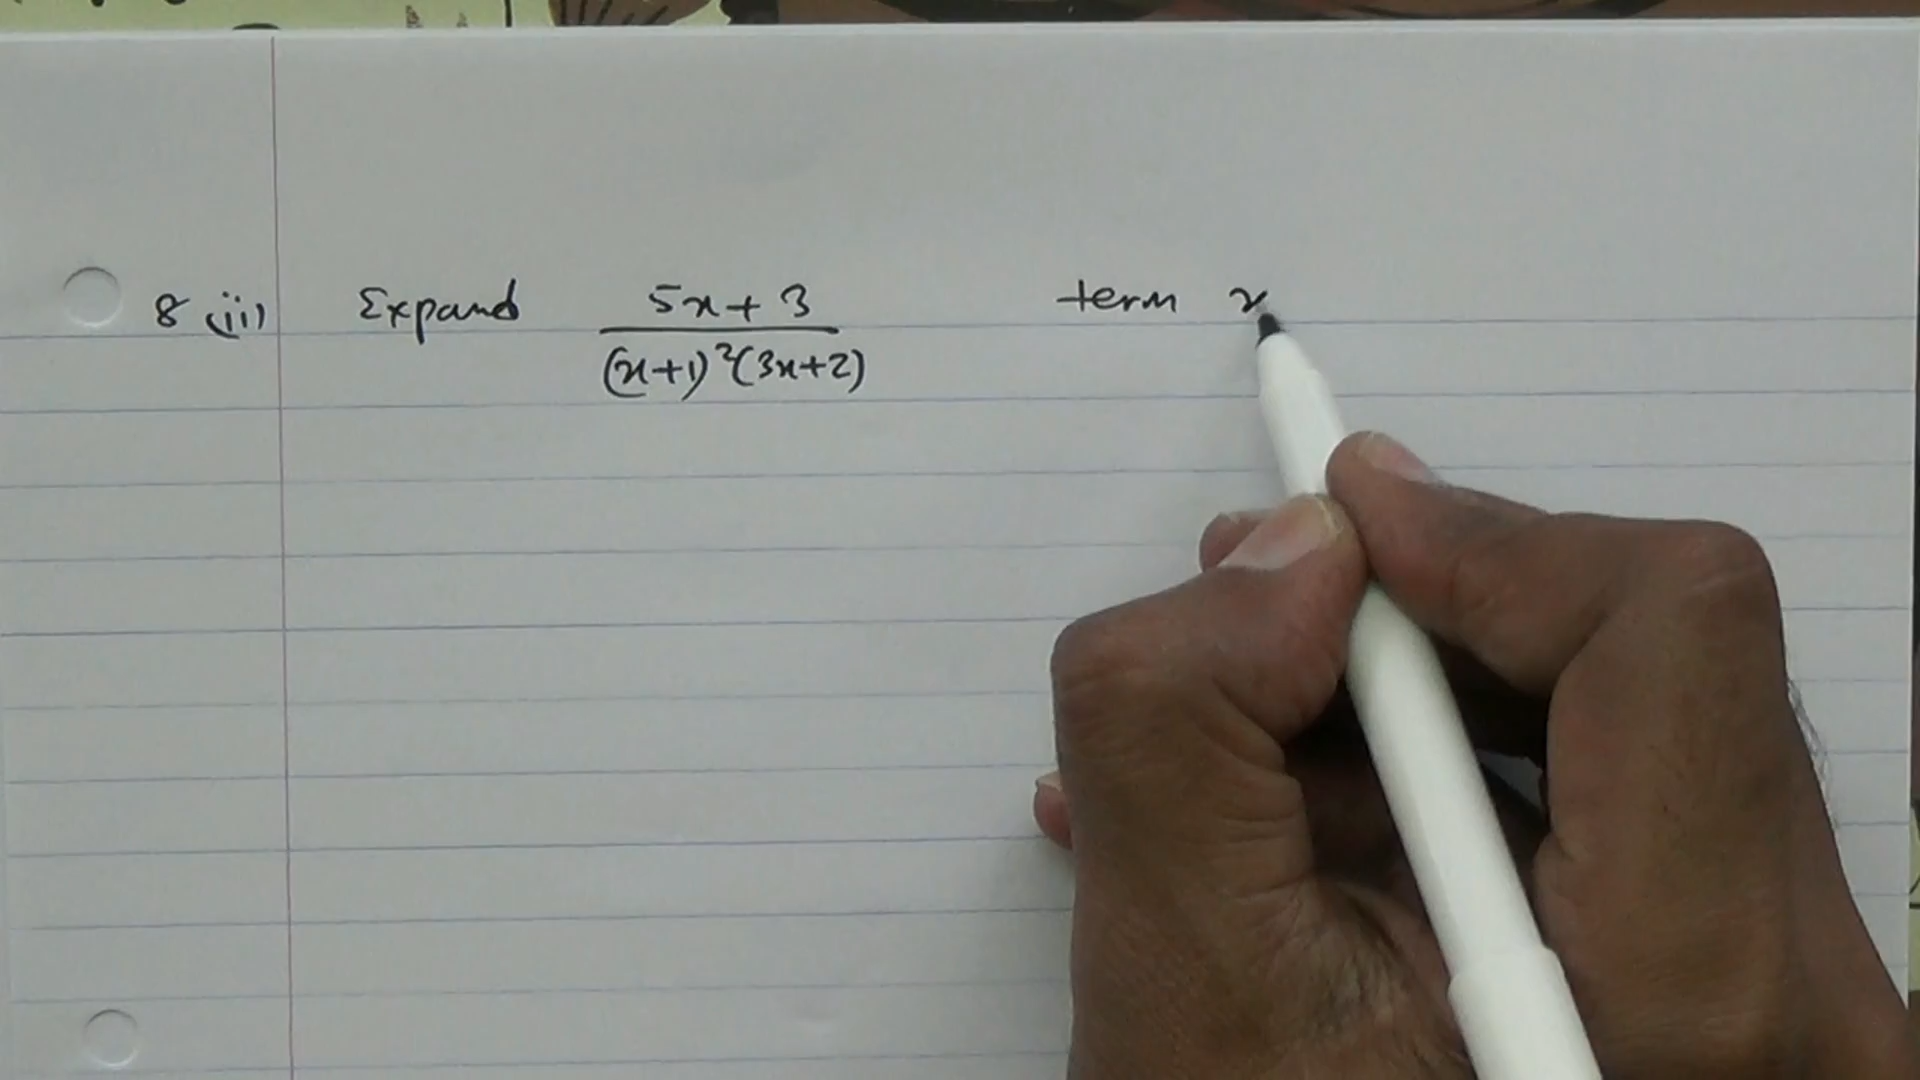 8 (ii) Expand 5x+3 / (x+1)²(3x+2) term x